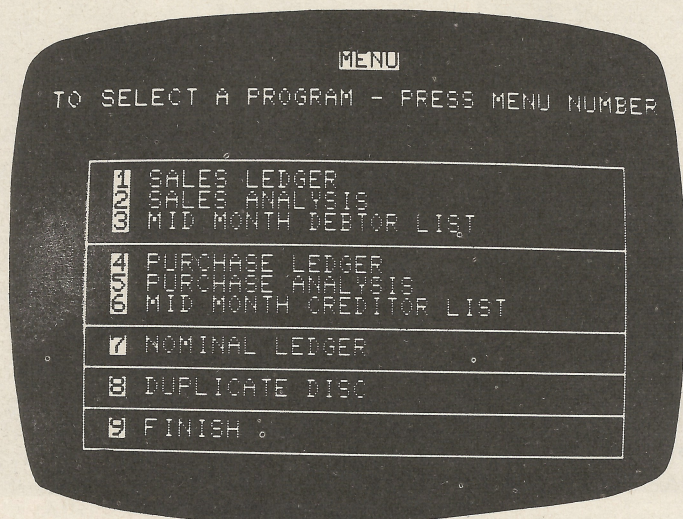 MENU
TO SELECT A PROGRAM - PRESS MENU NUMBER
1 SALES LEDGER
2 SALES ANALYSIS
3 MID MONTH DEBTOR LIST
4 PURCHASE LEDGER
5 PURCHASE ANALYSIS
6 MID MONTH CREDITOR LIST
7 NOMINAL LEDGER
8 DUPLICATE DISC
9 FINISH